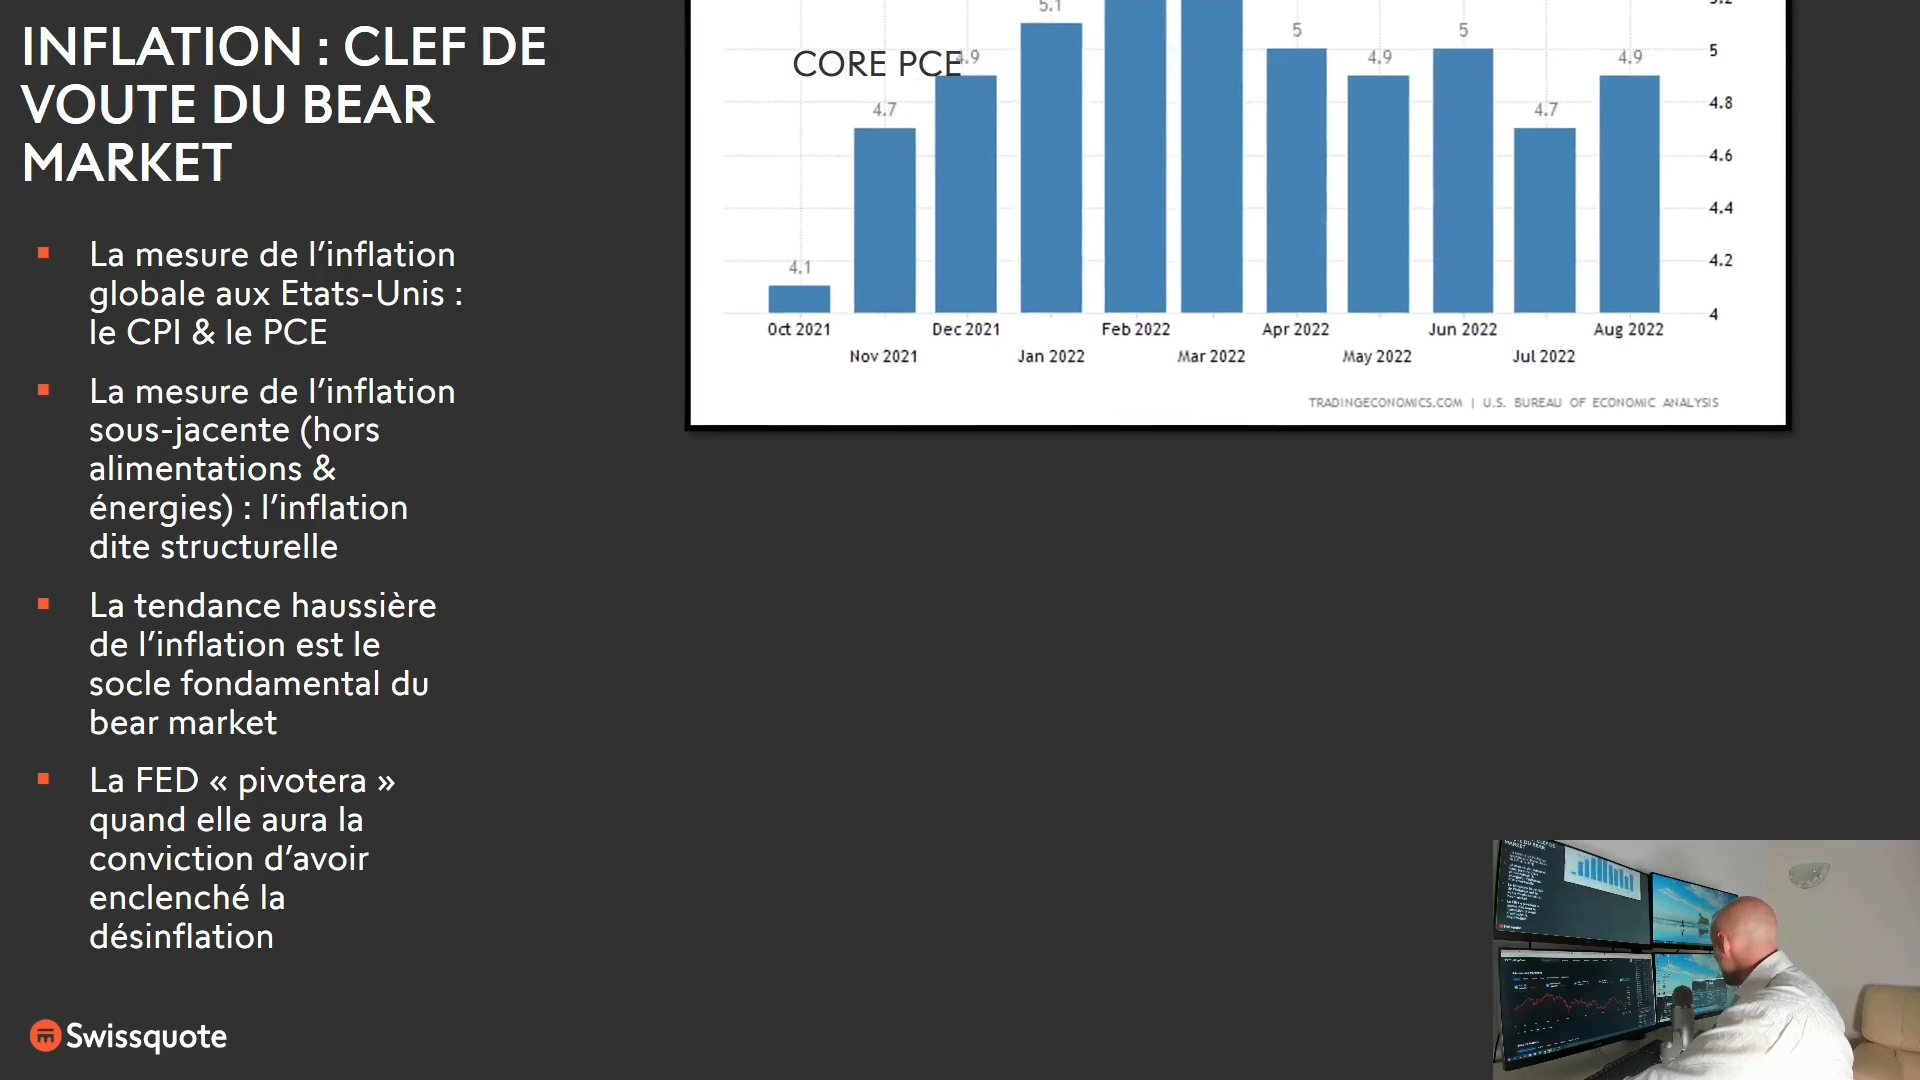 INFLATION : CLEF DE
VOUTE DU BEAR
MARKET
La mesure de l’inflation
globale aux Etats-Unis :
le CPI & le PCE
La mesure de l’inflation
sous-jacente (hors
alimentations &
énergies) : l’inflation
dite structurelle
La tendance haussière
de l’inflation est le
socle fondamental du
bear market
La FED « pivotera »
quand elle aura la
conviction d’avoir
enclenché la
désinflation
Swissquote
CORE PCE
4.1
4.7
4.9
5.1
5
4.9
5
4.7
4.9
5.2
5
4.8
4.6
4.4
4.2
4
Oct 2021
Dec 2021
Feb 2022
Apr 2022
Jun 2022
Aug 2022
Nov 2021
Jan 2022
Mar 2022
May 2022
Jul 2022
TRADINGECONOMICS.COM | U.S. BUREAU OF ECONOMIC ANALYSIS